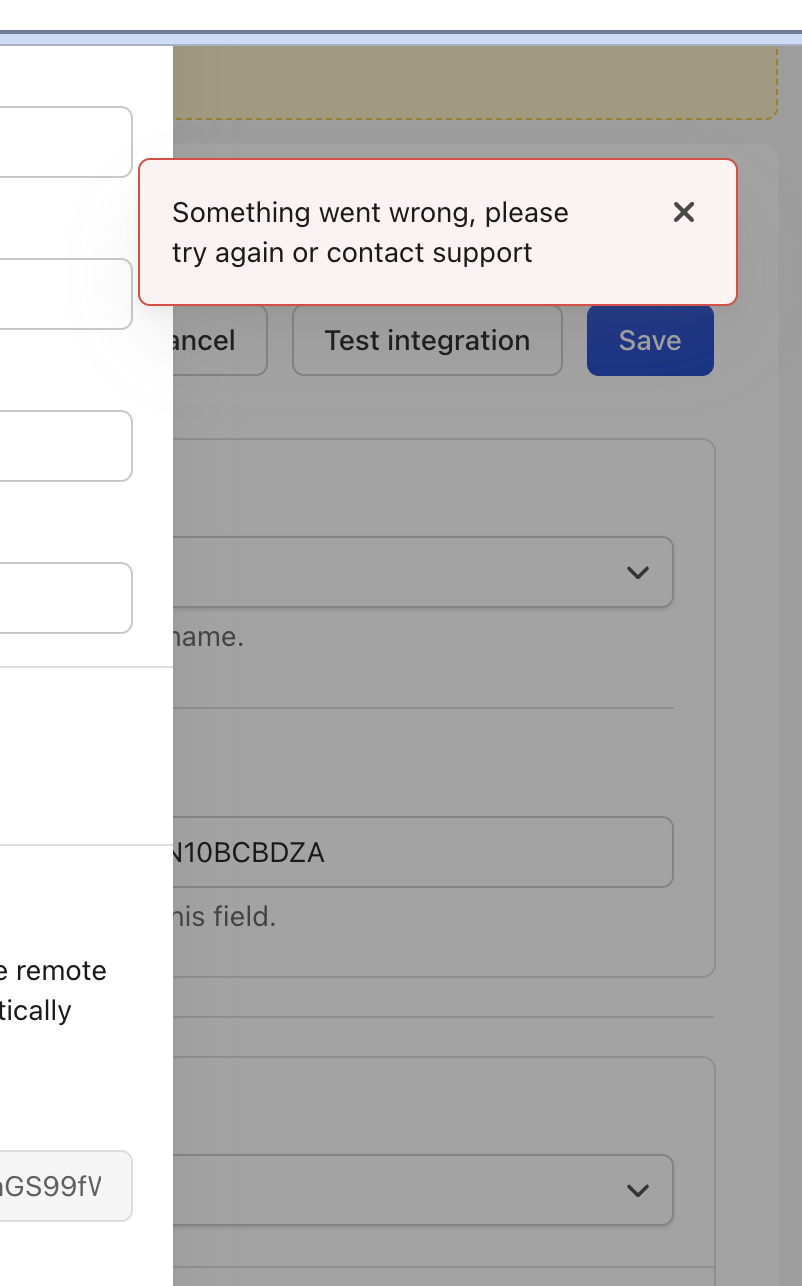 Something went wrong, please
try again or contact support
ancel
Test integration
Save
name.
N10BCBDZA
his field.
e remote
tically
GS99fW